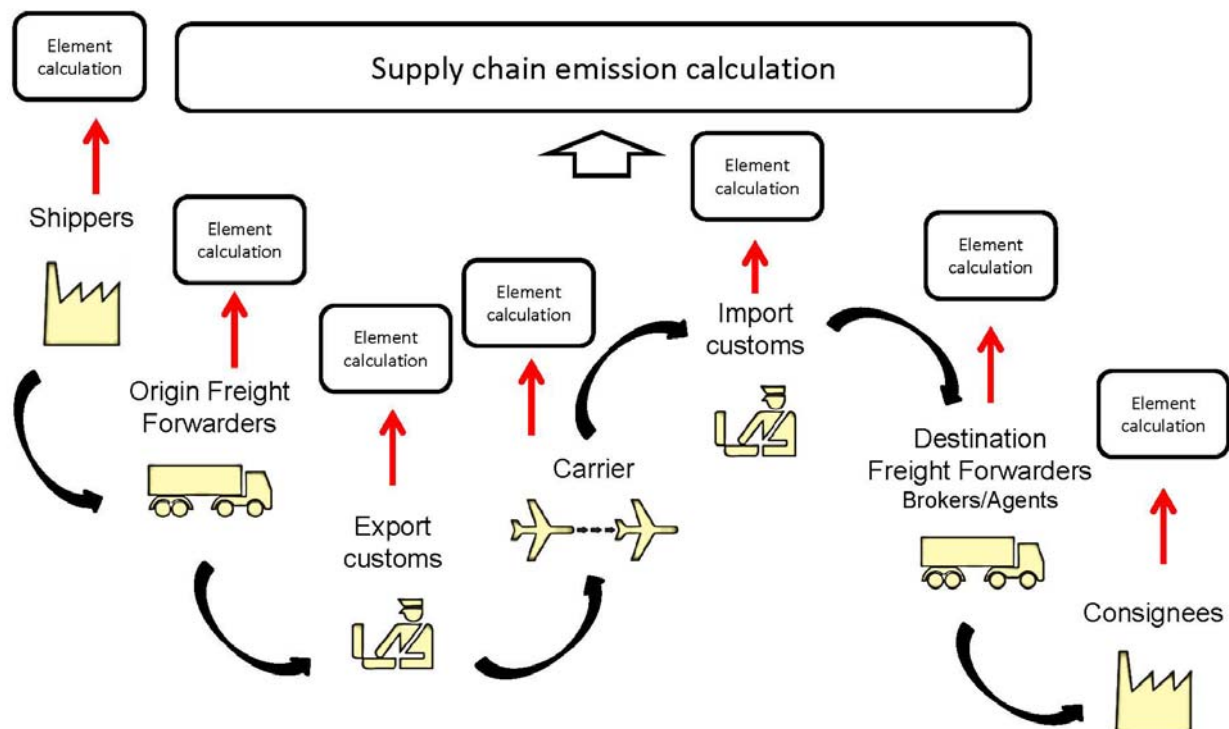 Element
calculation
Supply chain emission calculation
Shippers
Element
calculation
Origin Freight
Forwarders
Element
calculation
Export
customs
Element
calculation
Carrier
Element
calculation
Import
customs
Element
calculation
Destination
Freight Forwarders
Brokers/Agents
Element
calculation
Consignees